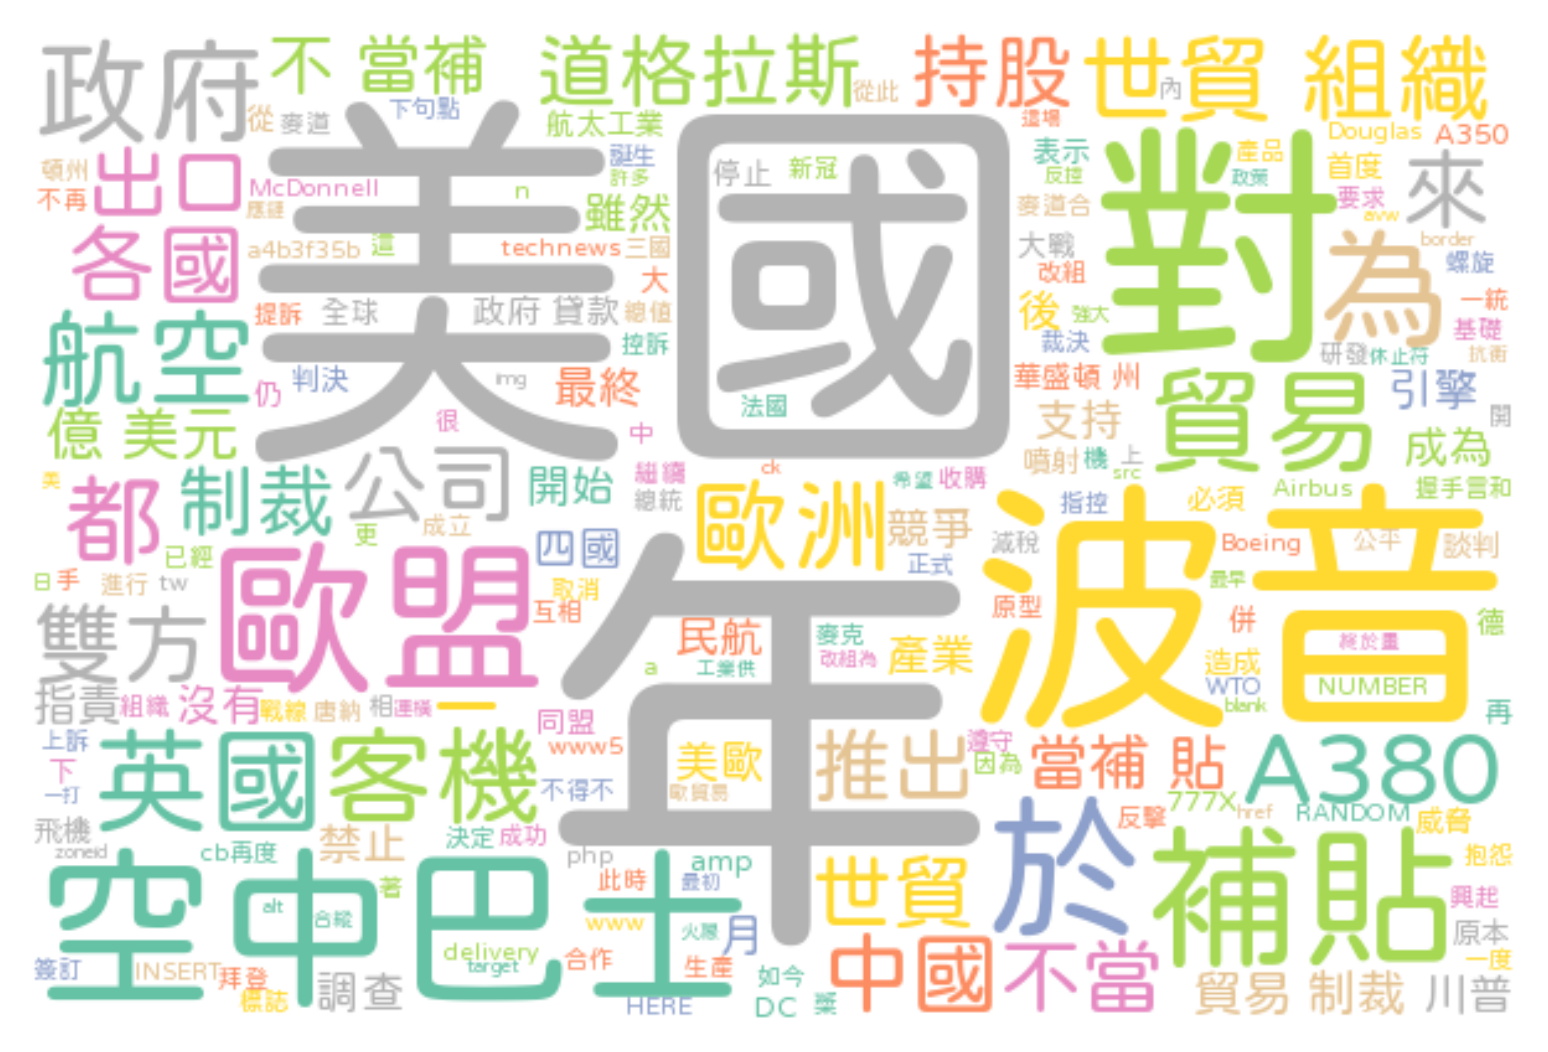 政府
不 當補
道格拉斯
持股
世貿 組織
從此
內
從
麥道
下句點
航太工業
這場
Douglas
A350
頓州
出口
不再
McDonnell
應鏈
美國
n
誕生
許多
雖然
停止
新冠
表示
反控
產品
政策
首度
要求
來
對
麥道合
avw
各國
a4b3f35b
這
technews
三國
大
大戰
改組
為
border
螺旋
提訴
全球
政府 貸款
總值
控訴
後
強大
裁決
一統
基礎
航空
仍
判決
img
最終
法國
華盛頓 州
研發
休止符
抗衡
引擎
億 美元
很
中
支持
貿易
成為
開
噴射
機
上
src
美
都
制裁
公司
開始
繼續
總統
ck
歐洲
希望
收購
競爭
指控
必須
Airbus
握手言和
更
成立
已經
四國
減稅
正式
波音
Boeing
公平
談判
日
手
進行
tw
歐盟
取消
互相
年
原型
最早
併
德
雙方
民航
麥克
改組為
產業
造成
終於畫
a
工業供
WTO
blank
NUMBER
指責
組織
沒有
戰線
唐納
相
連橫
一
同盟
再
上訴
英國
客機
www5
美歐
推出
遵守
因為
當補 貼
A380
下
一打
不得不
歐貿易
777X
href
RANDOM
威脅
飛機
zoneid
cb再度
禁止
決定
成功
php
amp
於
反擊
補貼
抱怨
空中巴士
alt
合縱
著
此時
最初
世貿
興起
www
火腿
月
原本
delivery
target
合作
生產
一度
簽訂
INSERT
拜登
標誌
調查
HERE
如今
DC
藥
中國
不當
貿易 制裁
川普